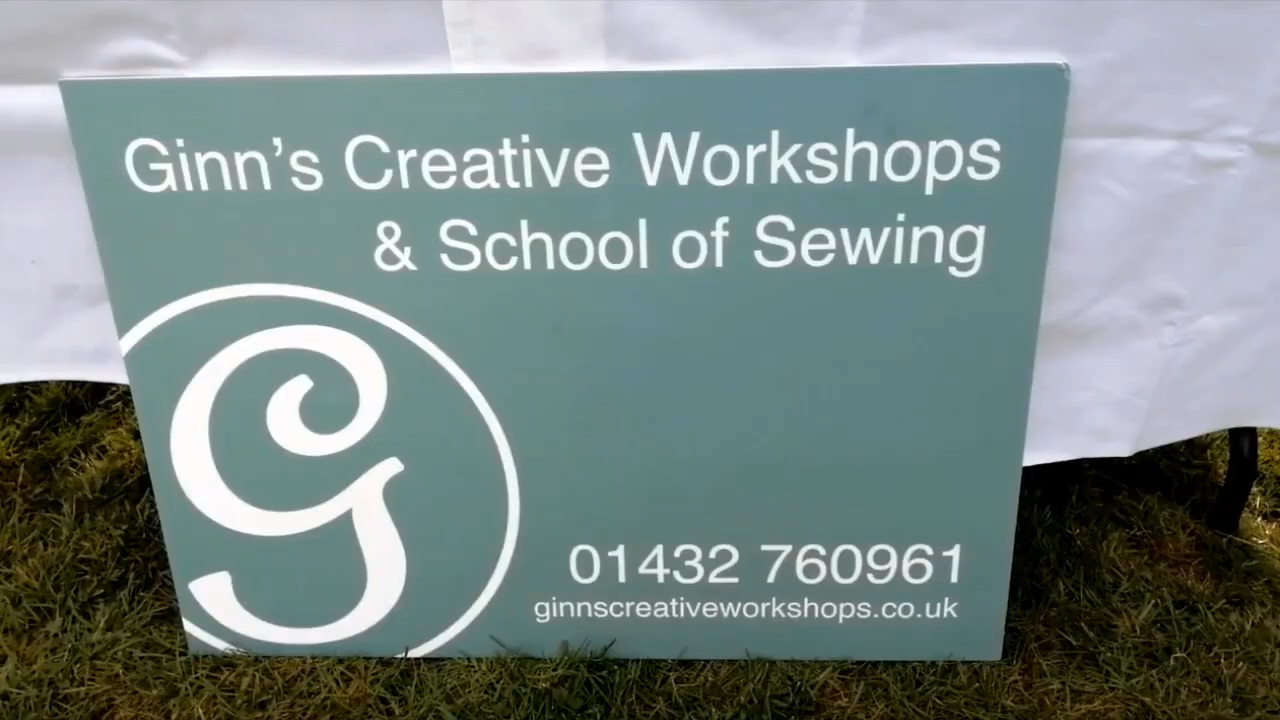 Ginn's Creative Workshops
& School of Sewing
G
01432 760961
ginnscreativeworkshops.co.uk